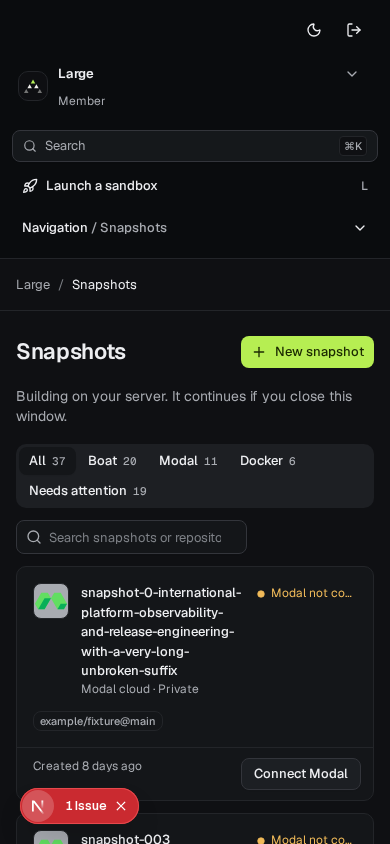 Large
Member
Search ⌘K
Launch a sandbox L
Navigation / Snapshots
Large / Snapshots
Snapshots
New snapshot
Building on your server. It continues if you close this
window.
All 37 Boat 20 Modal 11 Docker 6
Needs attention 19
Search snapshots or reposito
snapshot-0-international-
platform-observability-
and-release-engineering-
with-a-very-long-
unbroken-suffix
Modal not co...
Modal cloud · Private
example/fixture@main
Created 8 days ago
Connect Modal
N 1 Issue
snapshot-003
Modal not co...